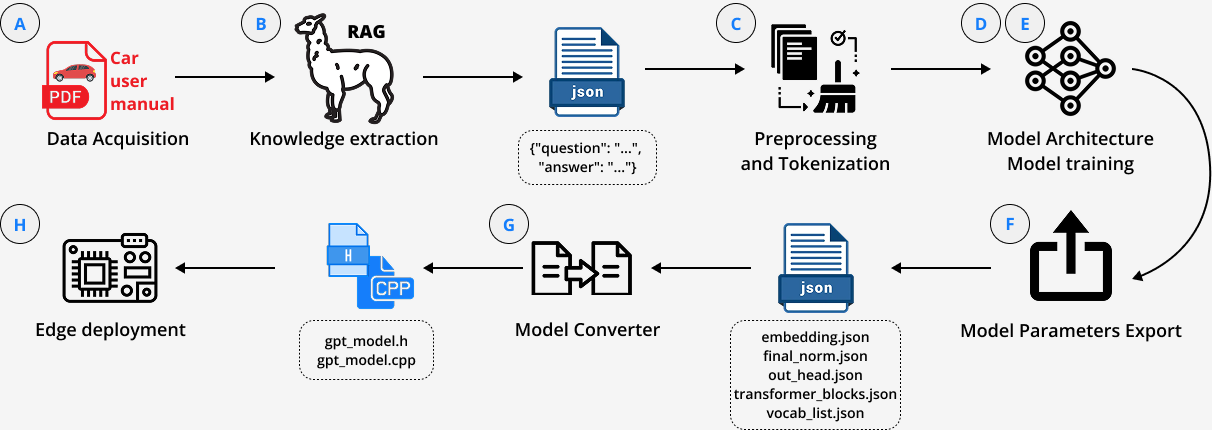 A
PDF
Car
user
manual
Data Acquisition
B
RAG
Knowledge extraction
json
{"question": "...",
"answer": "..."}
C
Preprocessing
and Tokenization
D
E
Model Architecture
Model training
F
Model Parameters Export
json
embedding.json
final_norm.json
out_head.json
transformer_blocks.json
vocab_list.json
G
Model Converter
H
CPP
gpt_model.h
gpt_model.cpp
H
Edge deployment